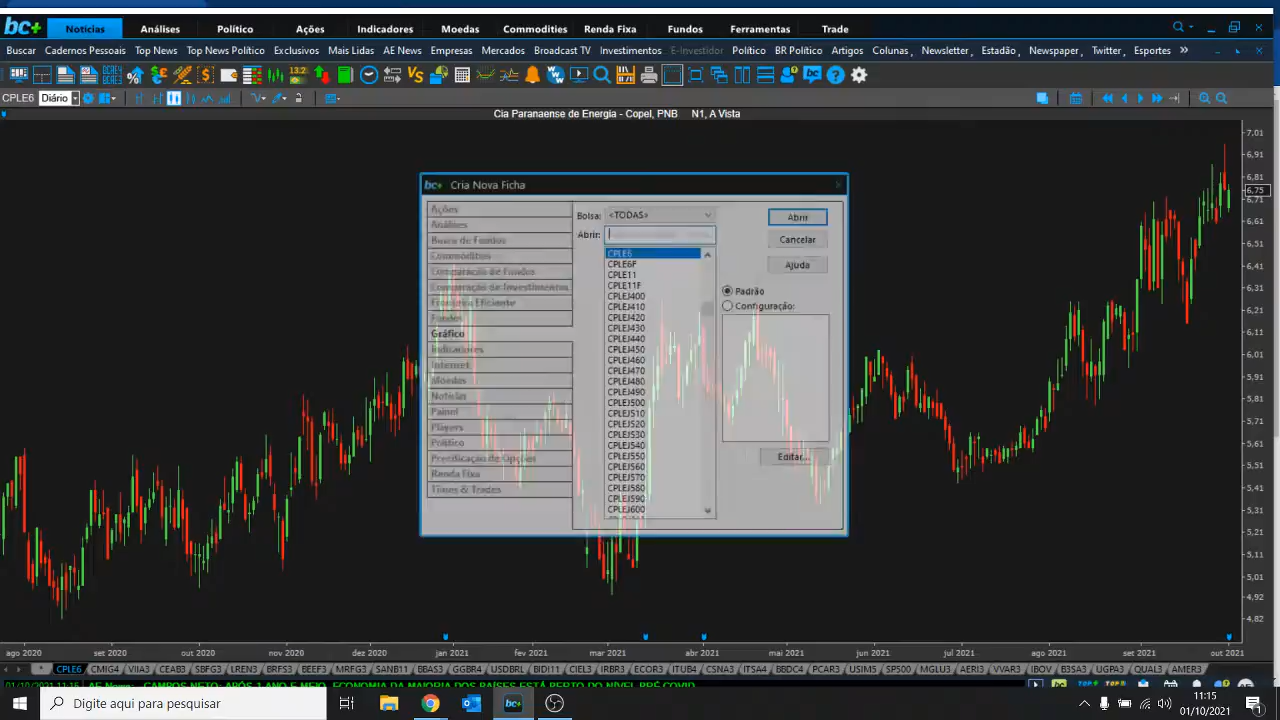 bc+ Notícias Análises Político Ações Indicadores Moedas Commodities Renda Fixa Fundos Ferramentas Trade
Buscar Cadernos Pessoais Top News Top News Político Exclusivos Mais Lidas AE News Empresas Mercados Broadcast TV Investimentos E-Investidor Político BR Político Artigos Colunas Newsletter Estadão Newspaper Twitter Esportes »
CPLE6 Diário
Cia Paranaense de Energia - Copel, PNB N1, A Vista
7,01
6,91
6,81
6,75
6,71
6,61
6,51
6,41
6,31
6,21
6,11
6,01
5,91
5,81
5,71
5,61
5,51
5,41
5,31
5,21
5,11
5,01
4,92
4,82
bc+ Cria Nova Ficha
Ações
Análises
Busca de Fundos
Commodities
Comparação de Fundos
Comparação de Investimentos
Fronteira Eficiente
Fundos
Gráfico
Indicadores
Internet
Moedas
Notícias
Painel
Players
Político
Precificação de Opções
Renda Fixa
Times & Trades
Bolsa: <TODAS>
Abrir:
CPLE6
CPLE6F
CPLE11
CPLE11F
CPLEJ400
CPLEJ410
CPLEJ420
CPLEJ430
CPLEJ440
CPLEJ450
CPLEJ460
CPLEJ470
CPLEJ480
CPLEJ490
CPLEJ500
CPLEJ510
CPLEJ520
CPLEJ530
CPLEJ540
CPLEJ550
CPLEJ560
CPLEJ570
CPLEJ580
CPLEJ590
CPLEJ600
Abrir
Cancelar
Ajuda
Padrão
Configuração:
Editar...
ago 2020 set 2020 out 2020 nov 2020 dez 2020 jan 2021 fev 2021 mar 2021 abr 2021 mai 2021 jun 2021 jul 2021 ago 2021 set 2021 out 2021
* CPLE6 CMIG4 VIIA3 CEAB3 SBFG3 LREN3 BRFS3 BEEF3 MRFG3 SANB11 BBAS3 GGBR4 USDBRL BIDI11 CIEL3 IRBR3 ECOR3 ITUB4 CSNA3 ITSA4 BBDC4 PCAR3 USIM5 SP500 MGLU3 AERI3 VVAR3 IBOV B3SA3 UGPA3 QUAL3 AMER3
01/10/2021 11:15 AE News CAMPOS NETO: APÓS 1 ANO E MEIO, ECONOMIA DA MAIORIA DOS PAÍSES ESTÁ PERTO DO NÍVEL PRÉ COVID
Digite aqui para pesquisar
11:15
01/10/2021